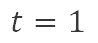 t = 1